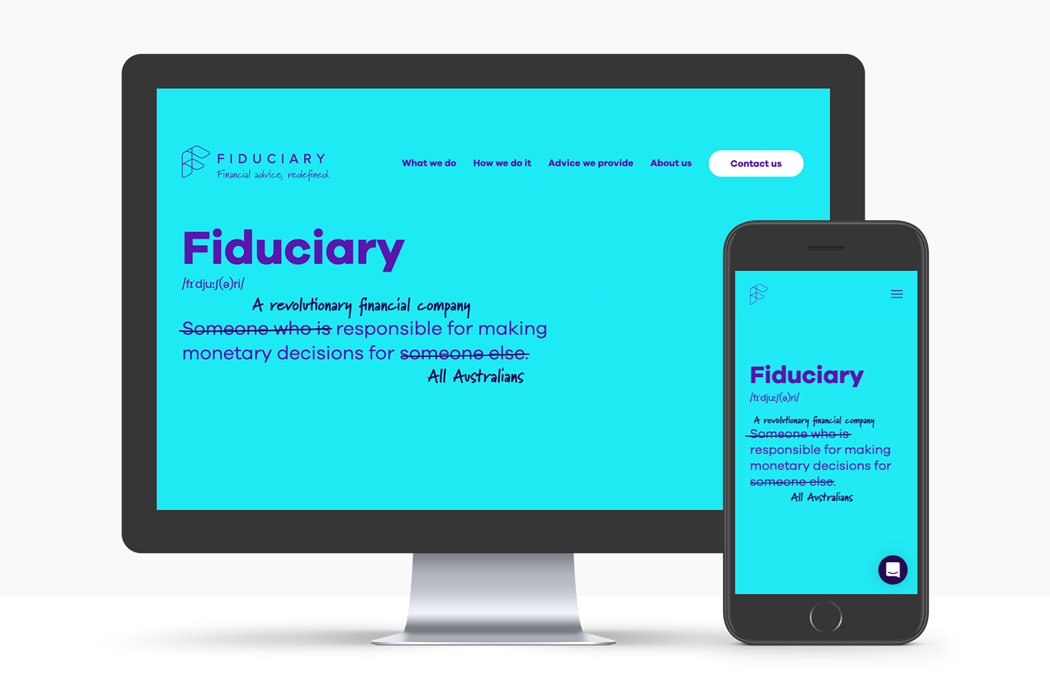 FIDUCIARY
Financial advice, redefined.
What we do How we do it Advice we provide About us Contact us
Fiduciary
/fɪˈdjuːʃ(ə)ri/
A revolutionary financial company
Someone who is responsible for making
monetary decisions for someone else.
All Australians
Fiduciary
/fɪˈdjuːʃ(ə)ri/
A revolutionary financial company
Someone who is
responsible for making
monetary decisions for
someone else.
All Australians